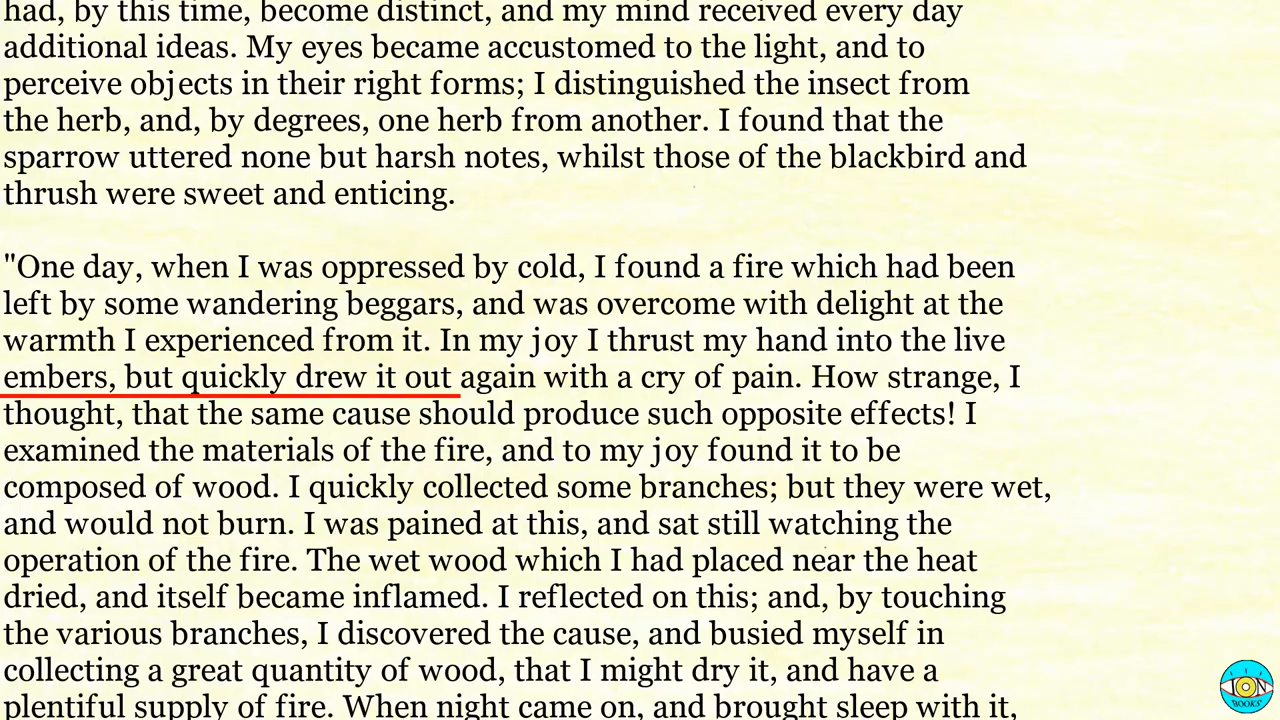 had, by this time, become distinct, and my mind received every day
additional ideas. My eyes became accustomed to the light, and to
perceive objects in their right forms; I distinguished the insect from
the herb, and, by degrees, one herb from another. I found that the
sparrow uttered none but harsh notes, whilst those of the blackbird and
thrush were sweet and enticing.
"One day, when I was oppressed by cold, I found a fire which had been
left by some wandering beggars, and was overcome with delight at the
warmth I experienced from it. In my joy I thrust my hand into the live
embers, but quickly drew it out again with a cry of pain. How strange, I
thought, that the same cause should produce such opposite effects! I
examined the materials of the fire, and to my joy found it to be
composed of wood. I quickly collected some branches; but they were wet,
and would not burn. I was pained at this, and sat still watching the
operation of the fire. The wet wood which I had placed near the heat
dried, and itself became inflamed. I reflected on this; and, by touching
the various branches, I discovered the cause, and busied myself in
collecting a great quantity of wood, that I might dry it, and have a
plentiful supply of fire. When night came on, and brought sleep with it,
ION
BOOKS